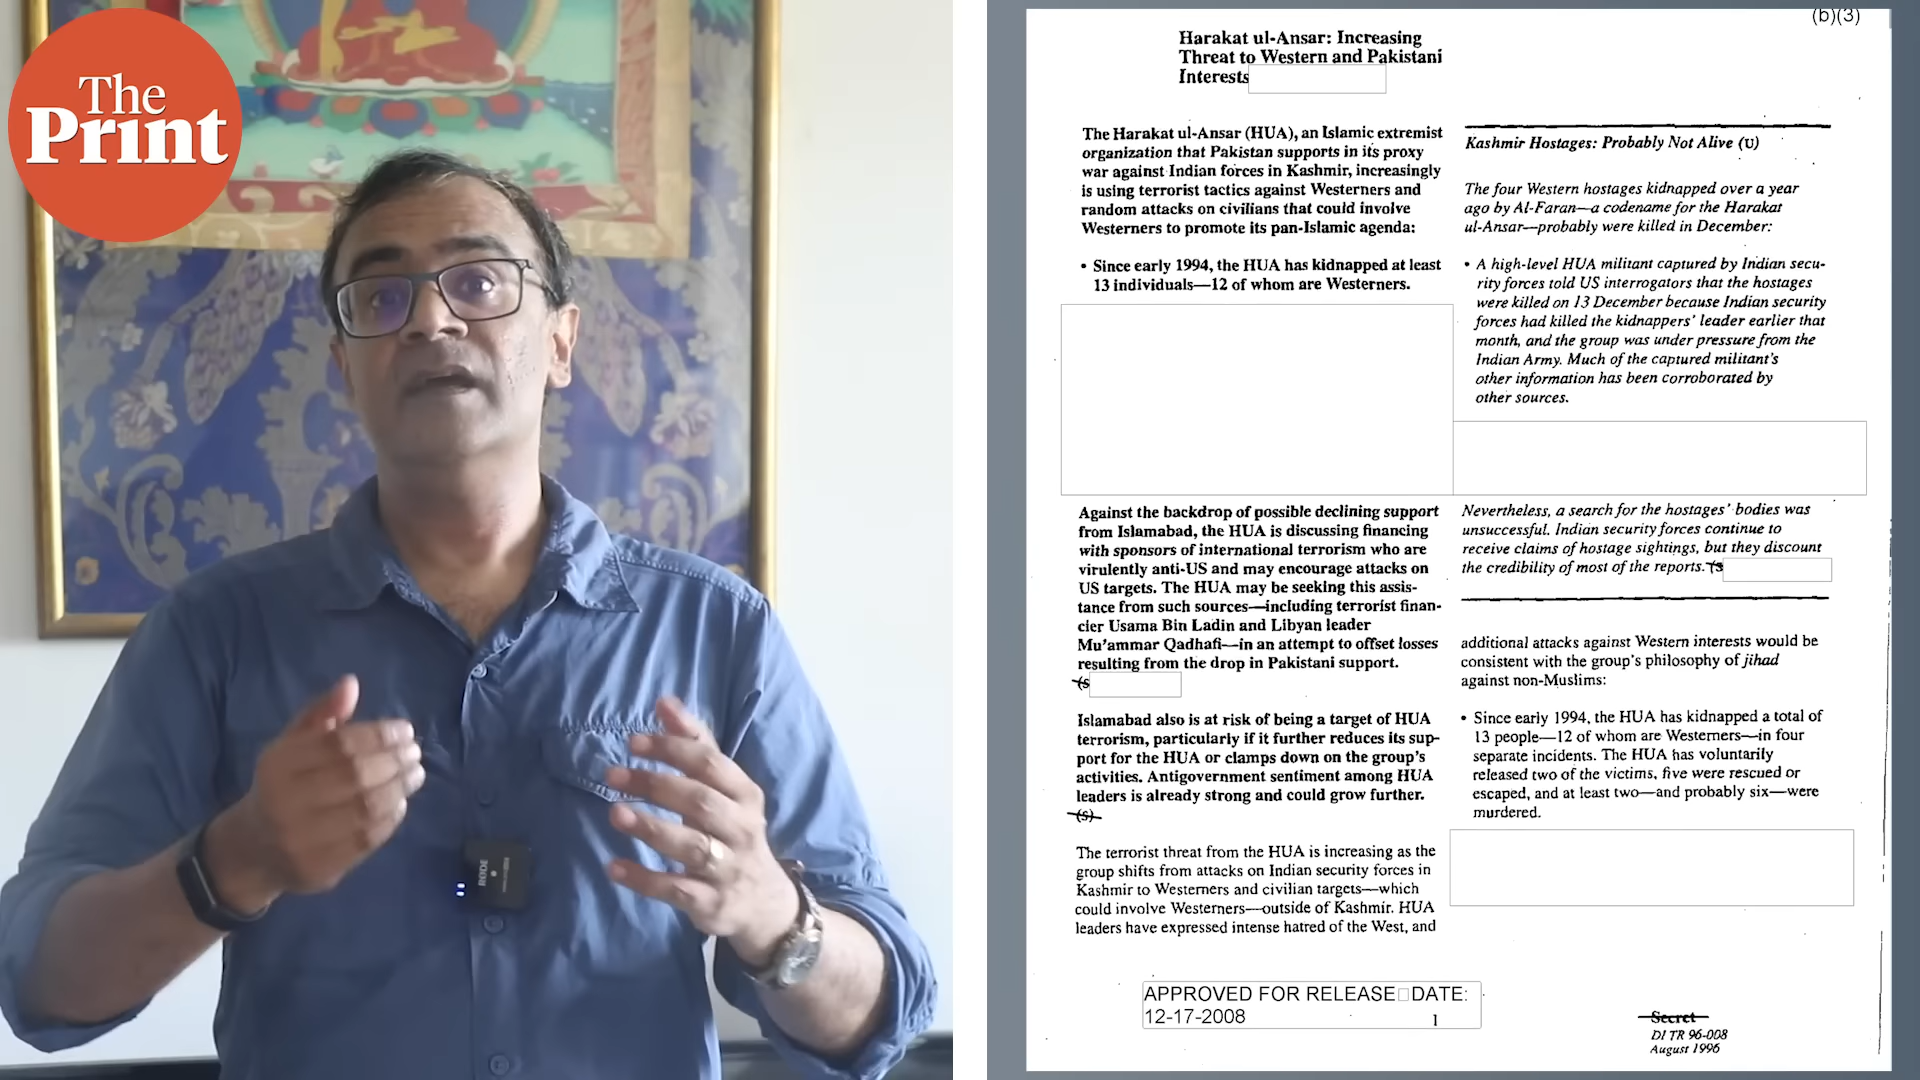 The
Print
RODE
(b)(3)
Harakat ul-Ansar: Increasing
Threat to Western and Pakistani
Interests
The Harakat ul-Ansar (HUA), an Islamic extremist
organization that Pakistan supports in its proxy
war against Indian forces in Kashmir, increasingly
is using terrorist tactics against Westerners and
random attacks on civilians that could involve
Westerners to promote its pan-Islamic agenda:
• Since early 1994, the HUA has kidnapped at least
13 individuals—12 of whom are Westerners.
Against the backdrop of possible declining support
from Islamabad, the HUA is discussing financing
with sponsors of international terrorism who are
virulently anti-US and may encourage attacks on
US targets. The HUA may be seeking this assis-
tance from such sources—including terrorist finan-
cier Usama Bin Ladin and Libyan leader
Mu'ammar Qadhafi—in an attempt to offset losses
resulting from the drop in Pakistani support.
(S
Islamabad also is at risk of being a target of HUA
terrorism, particularly if it further reduces its sup-
port for the HUA or clamps down on the group's
activities. Antigovernment sentiment among HUA
leaders is already strong and could grow further.
(S)
The terrorist threat from the HUA is increasing as the
group shifts from attacks on Indian security forces in
Kashmir to Westerners and civilian targets—which
could involve Westerners—outside of Kashmir. HUA
leaders have expressed intense hatred of the West, and
Kashmir Hostages: Probably Not Alive (U)
The four Western hostages kidnapped over a year
ago by Al-Faran—a codename for the Harakat
ul-Ansar—probably were killed in December:
• A high-level HUA militant captured by Indian secu-
rity forces told US interrogators that the hostages
were killed on 13 December because Indian security
forces had killed the kidnappers' leader earlier that
month, and the group was under pressure from the
Indian Army. Much of the captured militant's
other information has been corroborated by
other sources.
Nevertheless, a search for the hostages' bodies was
unsuccessful. Indian security forces continue to
receive claims of hostage sightings, but they discount
the credibility of most of the reports. (S
additional attacks against Western interests would be
consistent with the group's philosophy of jihad
against non-Muslims:
• Since early 1994, the HUA has kidnapped a total of
13 people—12 of whom are Westerners—in four
separate incidents. The HUA has voluntarily
released two of the victims, five were rescued or
escaped, and at least two—and probably six—were
murdered.
APPROVED FOR RELEASE□DATE:
12-17-2008
1
Secret
DI TR 96-008
August 1996